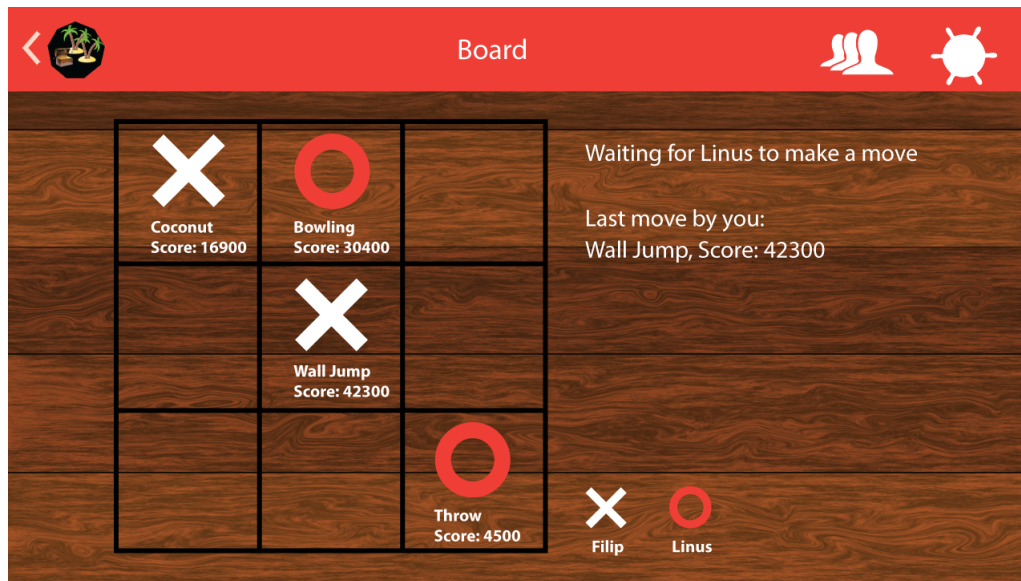 Board
Coconut
Score: 16900
Bowling
Score: 30400
Wall Jump
Score: 42300
Throw
Score: 4500
Waiting for Linus to make a move
Last move by you:
Wall Jump, Score: 42300
Filip
Linus